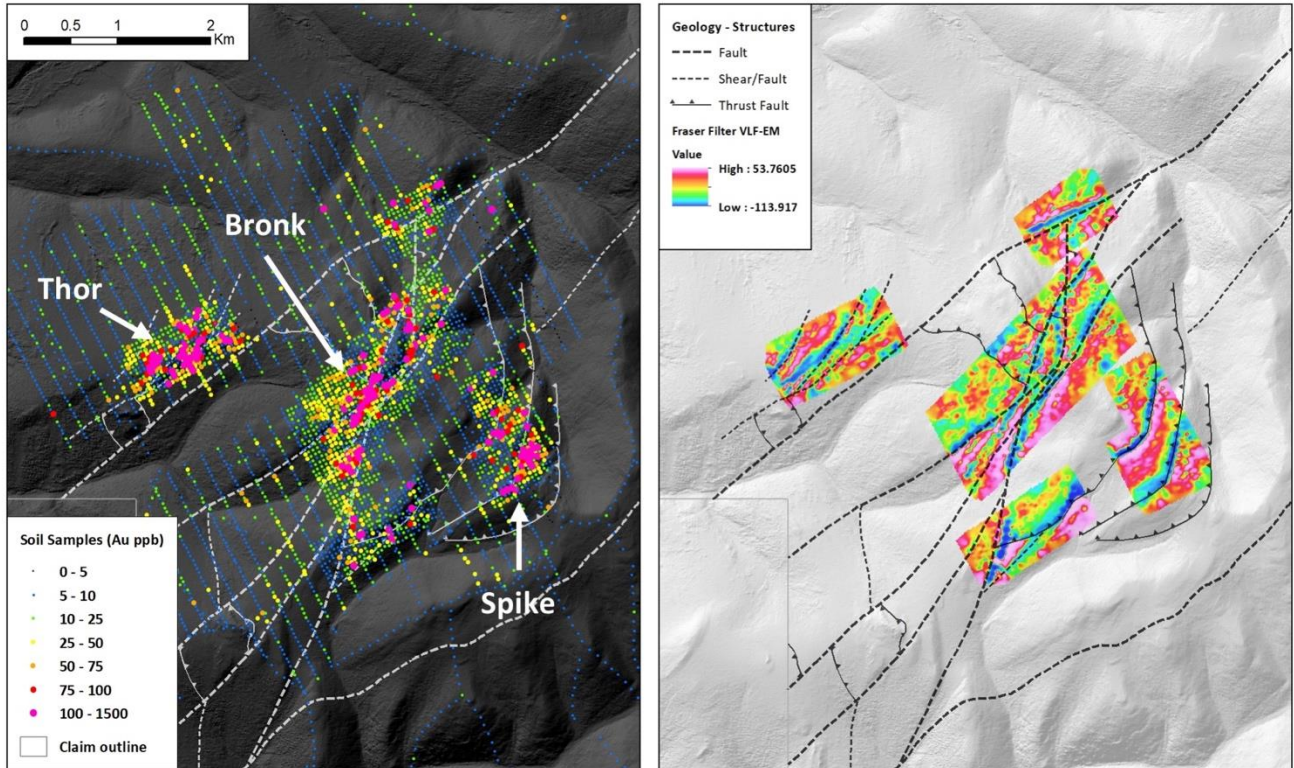 0 0.5 1 2
Km
Bronk
Thor
Spike
Soil Samples (Au ppb)
0 - 5
5 - 10
10 - 25
25 - 50
50 - 75
75 - 100
100 - 1500
Claim outline
Geology - Structures
Fault
Shear/Fault
Thrust Fault
Fraser Filter VLF-EM
Value
High : 53.7605
Low : -113.917